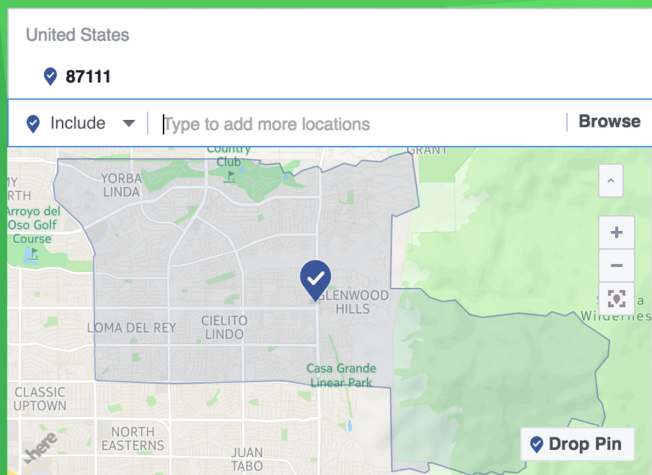 United States
87111
Include
Type to add more locations
Browse
Country
Club
GRANT
YORBA
LINDA
RTH
Arroyo del
Oso Golf
Course
GLENWOOD
HILLS
LOMA DEL REY
CIELITO
LINDO
Casa Grande
Linear Park
CLASSIC
UPTOWN
NORTH
EASTERNS
JUAN
TABO
here
Drop Pin